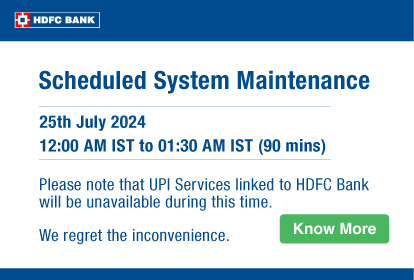 HDFC BANK
Scheduled System Maintenance
25th July 2024
12:00 AM IST to 01:30 AM IST (90 mins)
Please note that UPI Services linked to HDFC Bank
will be unavailable during this time.
We regret the inconvenience.
Know More